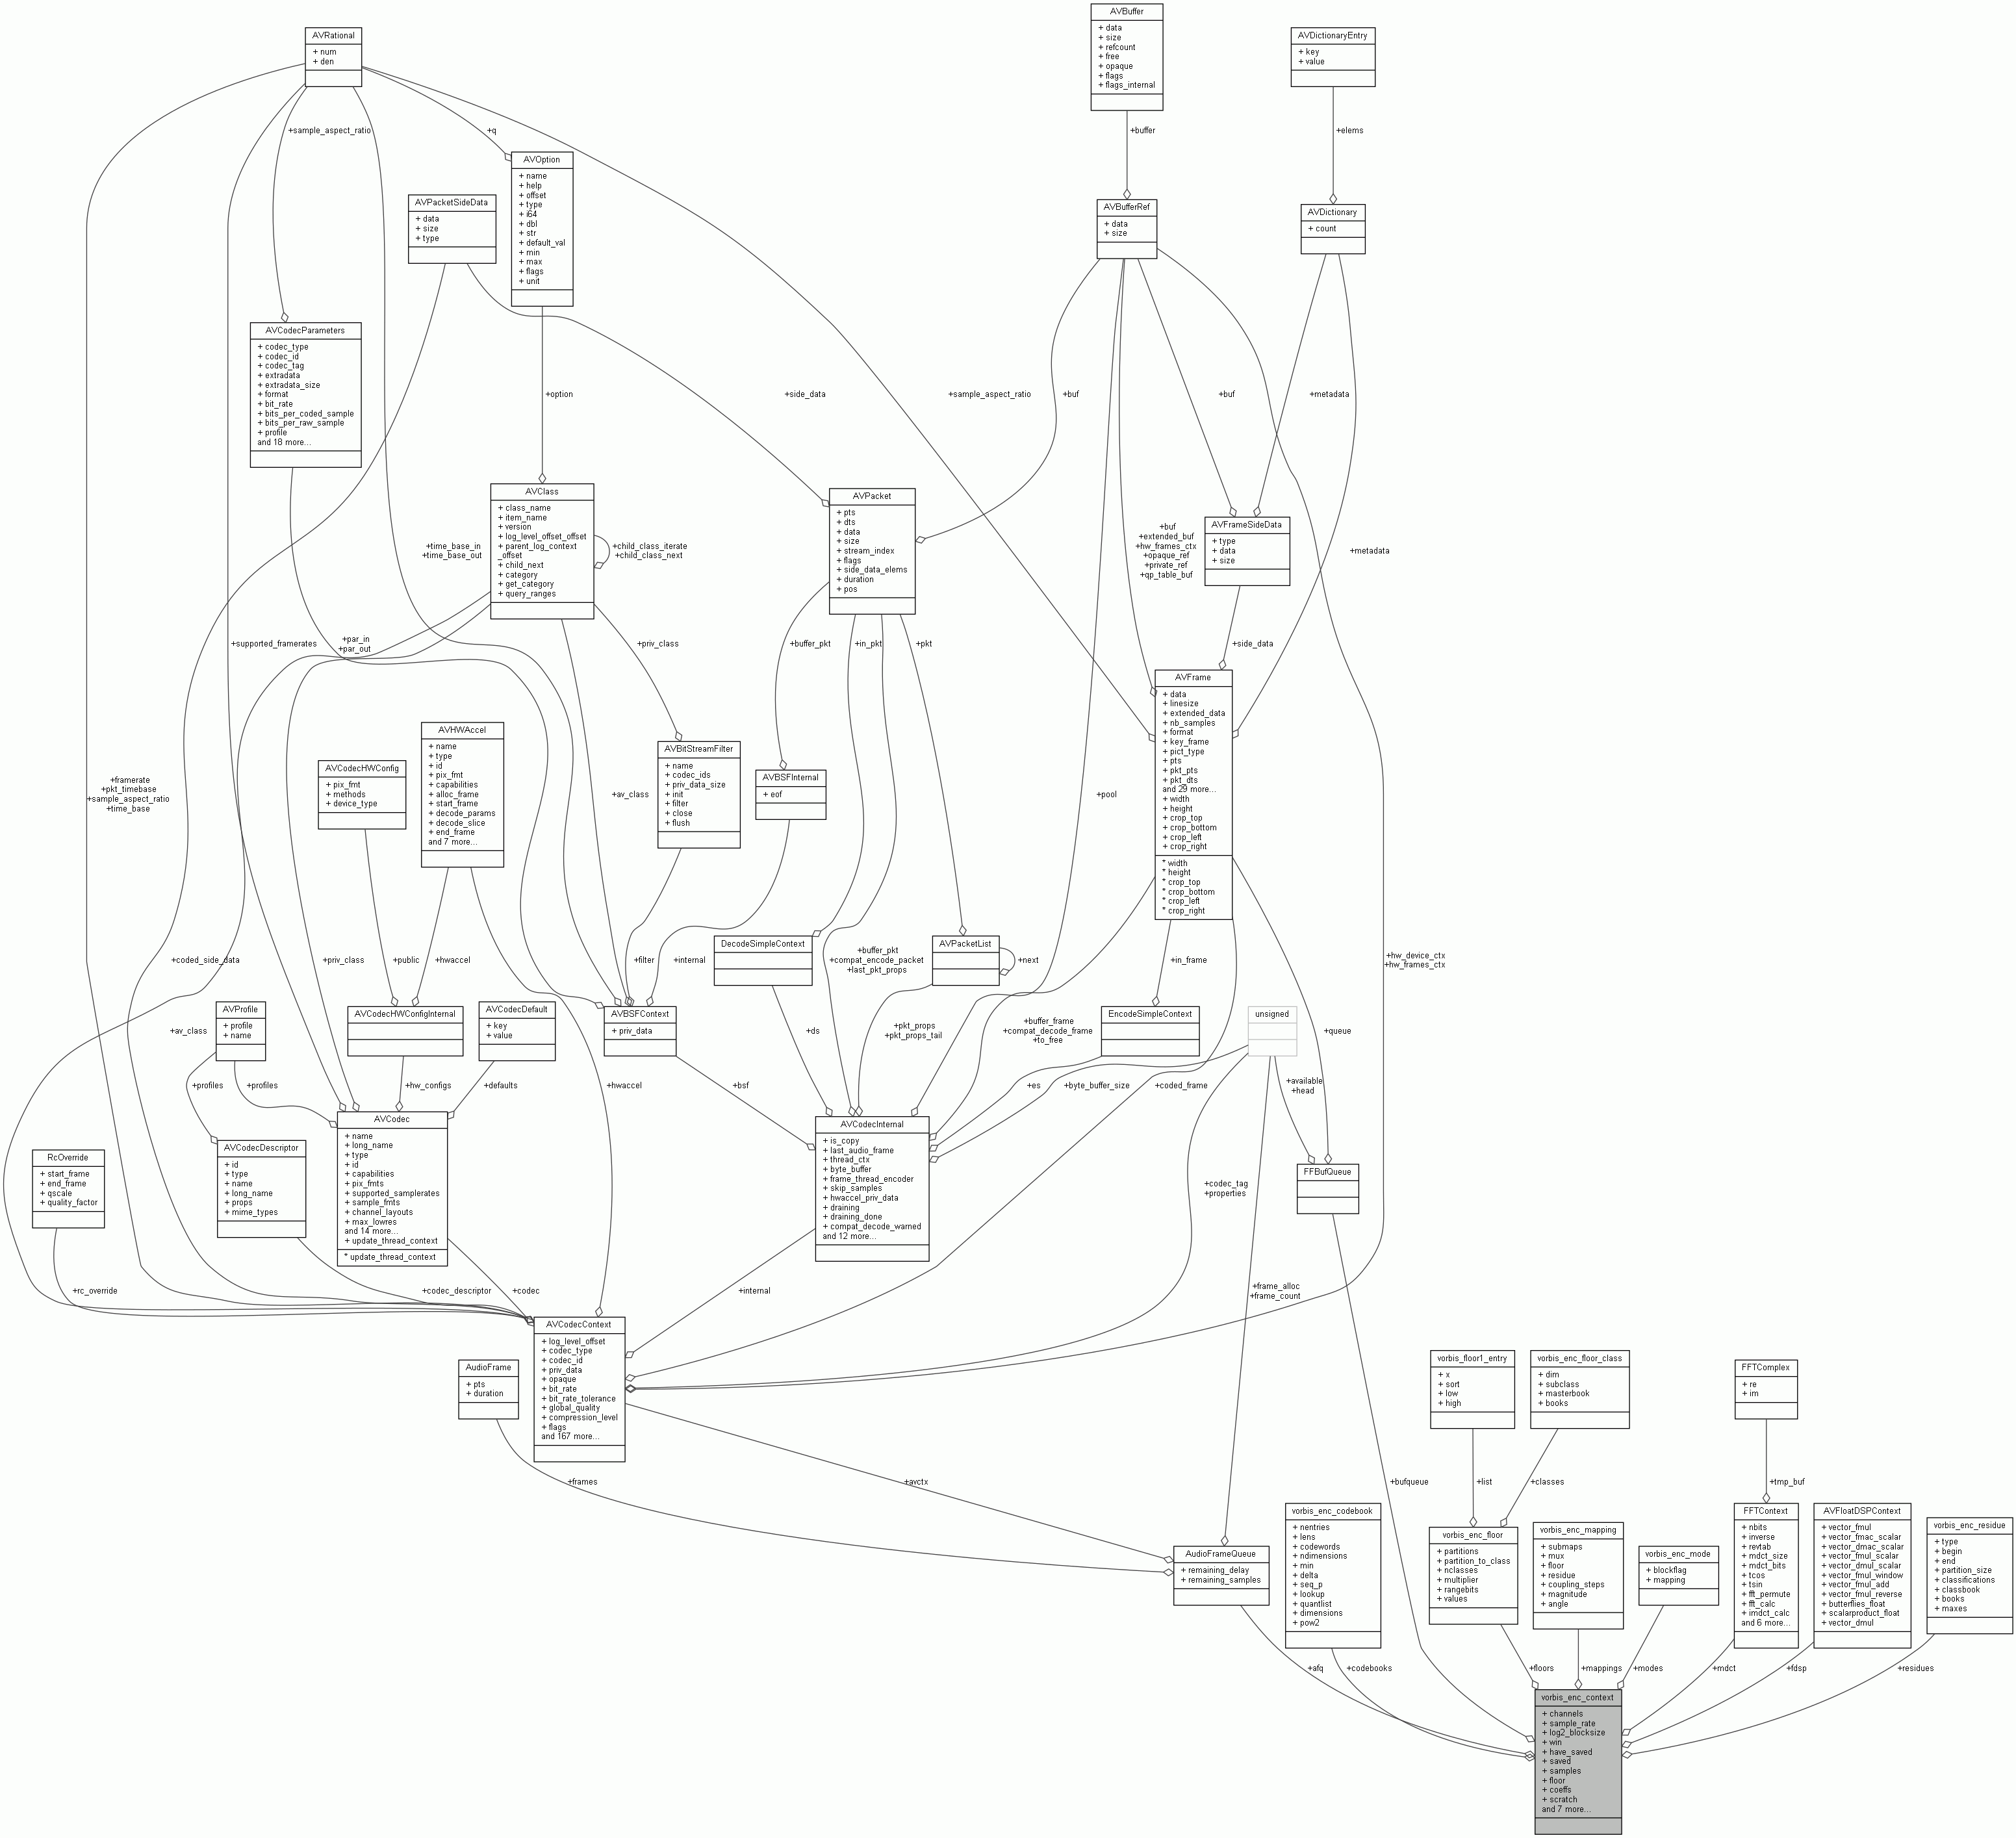 AVBuffer
+ data
+ size
+ refcount
+ free
+ opaque
+ flags
+ flags_internal
AVRational
+ num
+ den
AVDictionaryEntry
+ key
+ value
+sample_aspect_ratio
+q
+buffer
+elems
AVOption
+ name
+ help
+ offset
+ type
+ i64
+ dbl
+ str
+ default_val
+ min
+ max
+ flags
+ unit
AVPacketSideData
+ data
+ size
+ type
AVBufferRef
+ data
+ size
AVDictionary
+ count
AVCodecParameters
+ codec_type
+ codec_id
+ codec_tag
+ extradata
+ extradata_size
+ format
+ bit_rate
+ bits_per_coded_sample
+ bits_per_raw_sample
+ profile
and 18 more...
+option
+side_data
+sample_aspect_ratio
+buf
+buf
+metadata
AVClass
+ class_name
+ item_name
+ version
+ log_level_offset_offset
+ parent_log_context
_offset
+ child_next
+ category
+ get_category
+ query_ranges
+time_base_in
+time_base_out
+child_class_iterate
+child_class_next
AVPacket
+ pts
+ dts
+ data
+ size
+ stream_index
+ flags
+ side_data_elems
+ duration
+ pos
+buf
+extended_buf
+hw_frames_ctx
+opaque_ref
+private_ref
+qp_table_buf
AVFrameSideData
+ type
+ data
+ size
+metadata
+supported_framerates
+par_in
+par_out
+priv_class
+buffer_pkt
+in_pkt
+pkt
+side_data
AVFrame
+ data
+ linesize
+ extended_data
+ nb_samples
+ format
+ key_frame
+ pict_type
+ pts
+ pkt_pts
+ pkt_dts
and 29 more...
+ width
+ height
+ crop_top
+ crop_bottom
+ crop_left
+ crop_right
* width
* height
* crop_top
* crop_bottom
* crop_left
* crop_right
AVHWAccel
+ name
+ type
+ id
+ pix_fmt
+ capabilities
+ alloc_frame
+ start_frame
+ decode_params
+ decode_slice
+ end_frame
and 7 more...
AVCodecHWConfig
+ pix_fmt
+ methods
+ device_type
AVBitStreamFilter
+ name
+ codec_ids
+ priv_data_size
+ init
+ filter
+ close
+ flush
AVBSFInternal
+ eof
+framerate
+pkt_timebase
+sample_aspect_ratio
+time_base
+av_class
+pool
+coded_side_data
+priv_class
+public
+hwaccel
+filter
+internal
DecodeSimpleContext
+buffer_pkt
+compat_encode_packet
+last_pkt_props
AVPacketList
+next
+in_frame
+hw_device_ctx
+hw_frames_ctx
AVProfile
+ profile
+ name
+av_class
AVCodecHWConfigInternal
AVCodecDefault
+ key
+ value
AVBSFContext
+ priv_data
+ds
+pkt_props
+pkt_props_tail
+buffer_frame
+compat_decode_frame
+to_free
EncodeSimpleContext
unsigned
+queue
+profiles
+profiles
+hw_configs
+defaults
+hwaccel
+bsf
+es
+byte_buffer_size
+coded_frame
+available
+head
RcOverride
+ start_frame
+ end_frame
+ qscale
+ quality_factor
AVCodecDescriptor
+ id
+ type
+ name
+ long_name
+ props
+ mime_types
AVCodec
+ name
+ long_name
+ type
+ id
+ capabilities
+ pix_fmts
+ supported_samplerates
+ sample_fmts
+ channel_layouts
+ max_lowres
and 14 more...
+ update_thread_context
* update_thread_context
AVCodecInternal
+ is_copy
+ last_audio_frame
+ thread_ctx
+ byte_buffer
+ frame_thread_encoder
+ skip_samples
+ hwaccel_priv_data
+ draining
+ draining_done
+ compat_decode_warned
and 12 more...
+codec_tag
+properties
FFBufQueue
+rc_override
+codec_descriptor
+codec
+internal
+frame_alloc
+frame_count
AVCodecContext
+ log_level_offset
+ codec_type
+ codec_id
+ priv_data
+ opaque
+ bit_rate
+ bit_rate_tolerance
+ global_quality
+ compression_level
+ flags
and 167 more...
AudioFrame
+ pts
+ duration
vorbis_floor1_entry
+ x
+ sort
+ low
+ high
vorbis_enc_floor_class
+ dim
+ subclass
+ masterbook
+ books
FFTComplex
+ re
+ im
+frames
+avctx
+bufqueue
+list
+classes
+tmp_buf
AudioFrameQueue
+ remaining_delay
+ remaining_samples
vorbis_enc_codebook
+ nentries
+ lens
+ codewords
+ ndimensions
+ min
+ delta
+ seq_p
+ lookup
+ quantlist
+ dimensions
+ pow2
vorbis_enc_floor
+ partitions
+ partition_to_class
+ nclasses
+ multiplier
+ rangebits
+ values
vorbis_enc_mapping
+ submaps
+ mux
+ floor
+ residue
+ coupling_steps
+ magnitude
+ angle
vorbis_enc_mode
+ blockflag
+ mapping
FFTContext
+ nbits
+ inverse
+ revtab
+ mdct_size
+ mdct_bits
+ tcos
+ tsin
+ fft_permute
+ fft_calc
+ imdct_calc
and 6 more...
AVFloatDSPContext
+ vector_fmul
+ vector_fmac_scalar
+ vector_dmac_scalar
+ vector_fmul_scalar
+ vector_dmul_scalar
+ vector_fmul_window
+ vector_fmul_add
+ vector_fmul_reverse
+ butterflies_float
+ scalarproduct_float
+ vector_dmul
vorbis_enc_residue
+ type
+ begin
+ end
+ partition_size
+ classifications
+ classbook
+ books
+ maxes
+afq
+codebooks
+floors
+mappings
+modes
+mdct
+fdsp
+residues
vorbis_enc_context
+ channels
+ sample_rate
+ log2_blocksize
+ win
+ have_saved
+ saved
+ samples
+ floor
+ coeffs
+ scratch
and 7 more...